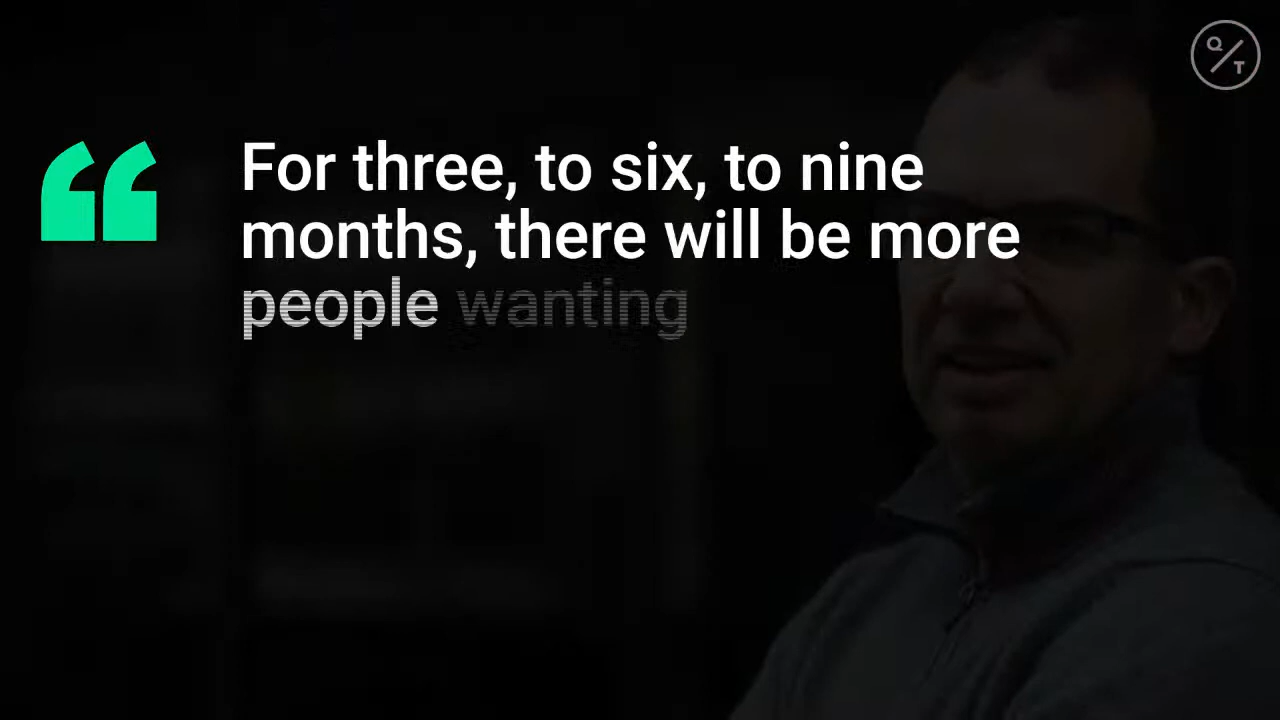 Q
T
For three, to six, to nine
months, there will be more
people wanting